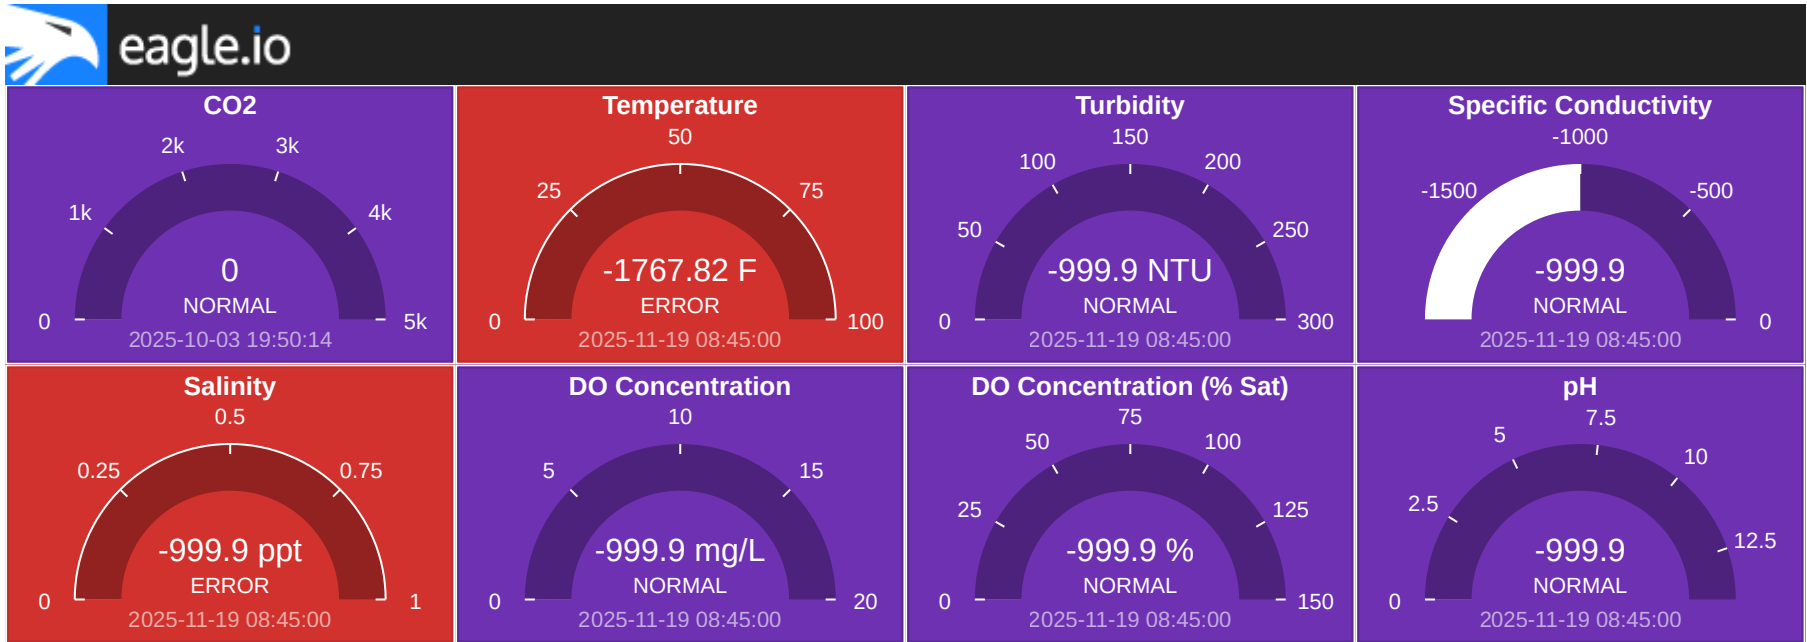 eagle.io
CO2
2k
3k
1k
4k
0
NORMAL
0
5k
2025-10-03 19:50:14
Temperature
50
25
75
-1767.82 F
ERROR
0
100
2025-11-19 08:45:00
Turbidity
150
100
200
50
250
-999.9 NTU
NORMAL
0
300
2025-11-19 08:45:00
Specific Conductivity
-1000
-1500
-500
-999.9
NORMAL
0
2025-11-19 08:45:00
Salinity
0.5
0.25
0.75
-999.9 ppt
ERROR
0
1
2025-11-19 08:45:00
DO Concentration
10
5
15
-999.9 mg/L
NORMAL
0
20
2025-11-19 08:45:00
DO Concentration (% Sat)
75
50
100
25
125
-999.9 %
NORMAL
0
150
2025-11-19 08:45:00
pH
7.5
5
10
2.5
12.5
-999.9
NORMAL
0
2025-11-19 08:45:00